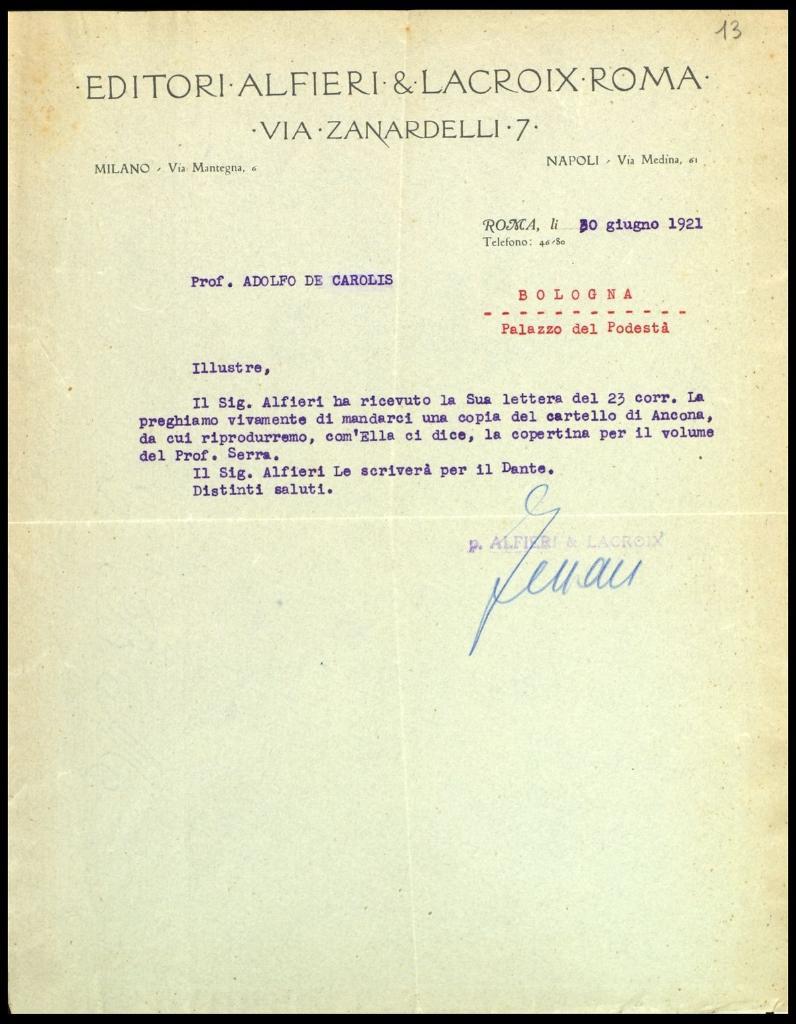 13
·EDITORI·ALFIERI·&·LACROIX·ROMA·
·VIA·ZANARDELLI·7·
MILANO - Via Mantegna, 6
NAPOLI - Via Medina, 61
ROMA, li 30 giugno 1921
Telefono: 46-80
Prof. ADOLFO DE CAROLIS
BOLOGNA
Palazzo del Podestà
Illustre,
Il Sig. Alfieri ha ricevuto la Sua lettera del 23 corr. La
preghiamo vivamente di mandarci una copia del cartello di Ancona,
da cui riprodurremo, com'Ella ci dice, la copertina per il volume
del Prof. Serra.
Il Sig. Alfieri Le scriverà per il Dante.
Distinti saluti.
p. ALFIERI & LACROIX